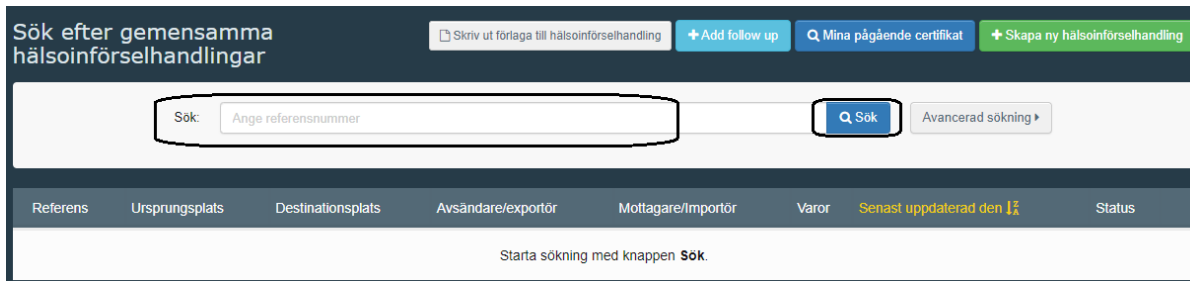 Sök efter gemensamma
hälsoinförselhandlingar
Skriv ut förlaga till hälsoinförselhandling
Add follow up
Mina pågående certifikat
Skapa ny hälsoinförselhandling
Sök: Ange referensnummer
Sök
Avancerad sökning
Referens Ursprungsplats Destinationsplats Avsändare/exportör Mottagare/Importör Varor Senast uppdaterad den Status
Starta sökning med knappen Sök.